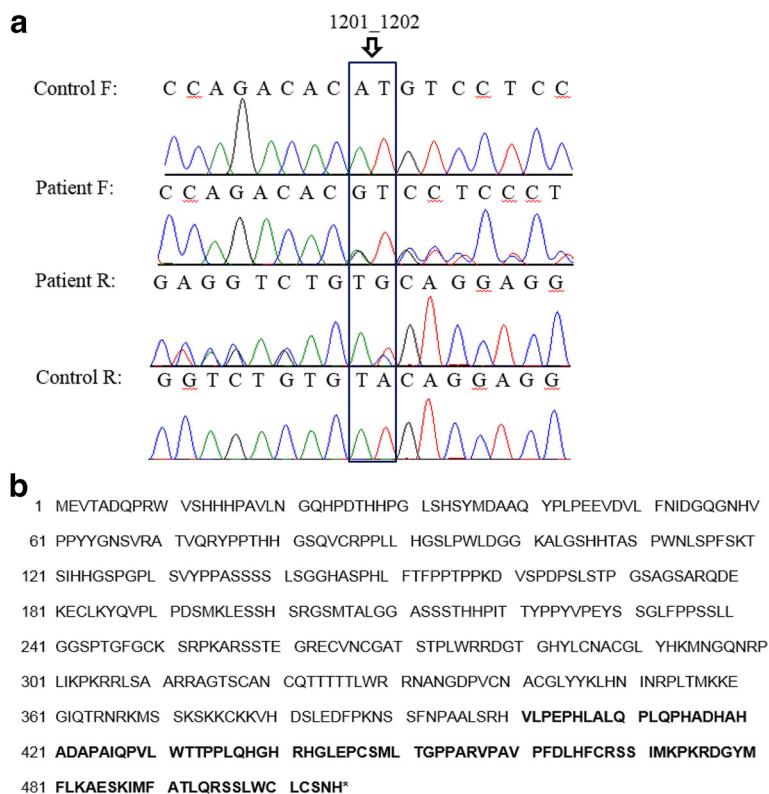 a
1201_1202
Control F: C C A G A C A C A T G T C C T C C
Patient F: C C A G A C A C G T C C T C C C T
Patient R: G A G G T C T G T G C A G G A G G
Control R: G G T C T G T G T A C A G G A G G
b
1 MEVTADQPRW VSHHHPAVLN GQHPDTHHPG LSHSYMDAAQ YPLPEEVDVL FNIDGQGNHV
61 PPYYGNSVRA TVQRYPPTHH GSQVCRPPLL HGSLPWLDGG KALGSHHTAS PWNLSPFSKT
121 SIHHGSPGPL SVYPPASSSS LSGGHASPHL FTFPPTPPKD VSPDPSLSTP GSAGSARQDE
181 KECLKYQVPL PDSMKLESSH SRGSMTALGG ASSSTHHPIT TYPPYVPEYS SGLFPPSSLL
241 GGSPTGFGCK SRPKARSSTE GRECVNCGAT STPLWRRDGT GHYLCNACGL YHKMNGQNRP
301 LIKPKRRLSA ARRAGTSCAN CQTTTTTLWR RNANGDPVCN ACGLYYKLHN INRPLTMKKE
361 GIQTRNRKMS SKSKKCKKVH DSLEDFPKNS SFNPAALSRH VLPEPHLALQ PLQPHADHAH
421 ADAPAIQPVL WTTPPLQHGH RHGLEPCSML TGPPARVPAV PFDLHFCRSS IMKPKRDGYM
481 FLKAESKIMF ATLQRSSLWC LCSNH*